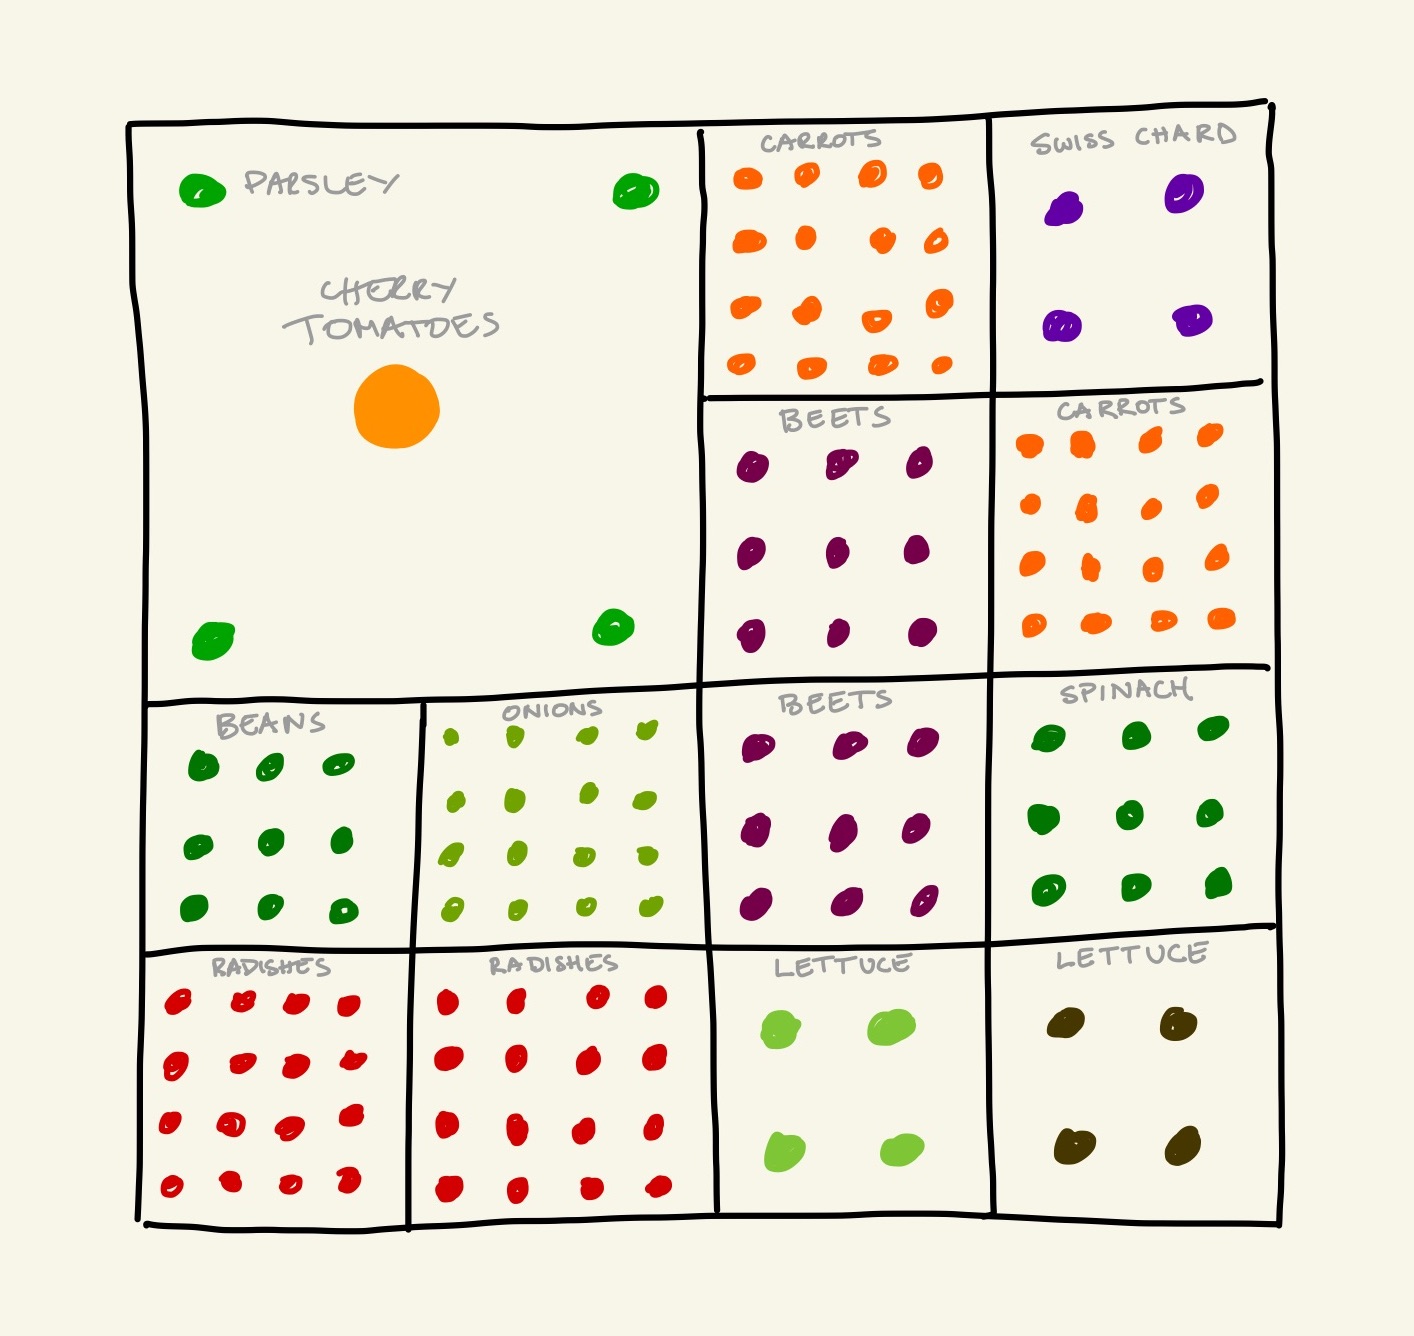 PARSLEY
CHERRY
TOMATOES
CARROTS
SWISS CHARD
BEETS
CARROTS
BEANS
ONIONS
BEETS
SPINACH
RADISHES
RADISHES
LETTUCE
LETTUCE